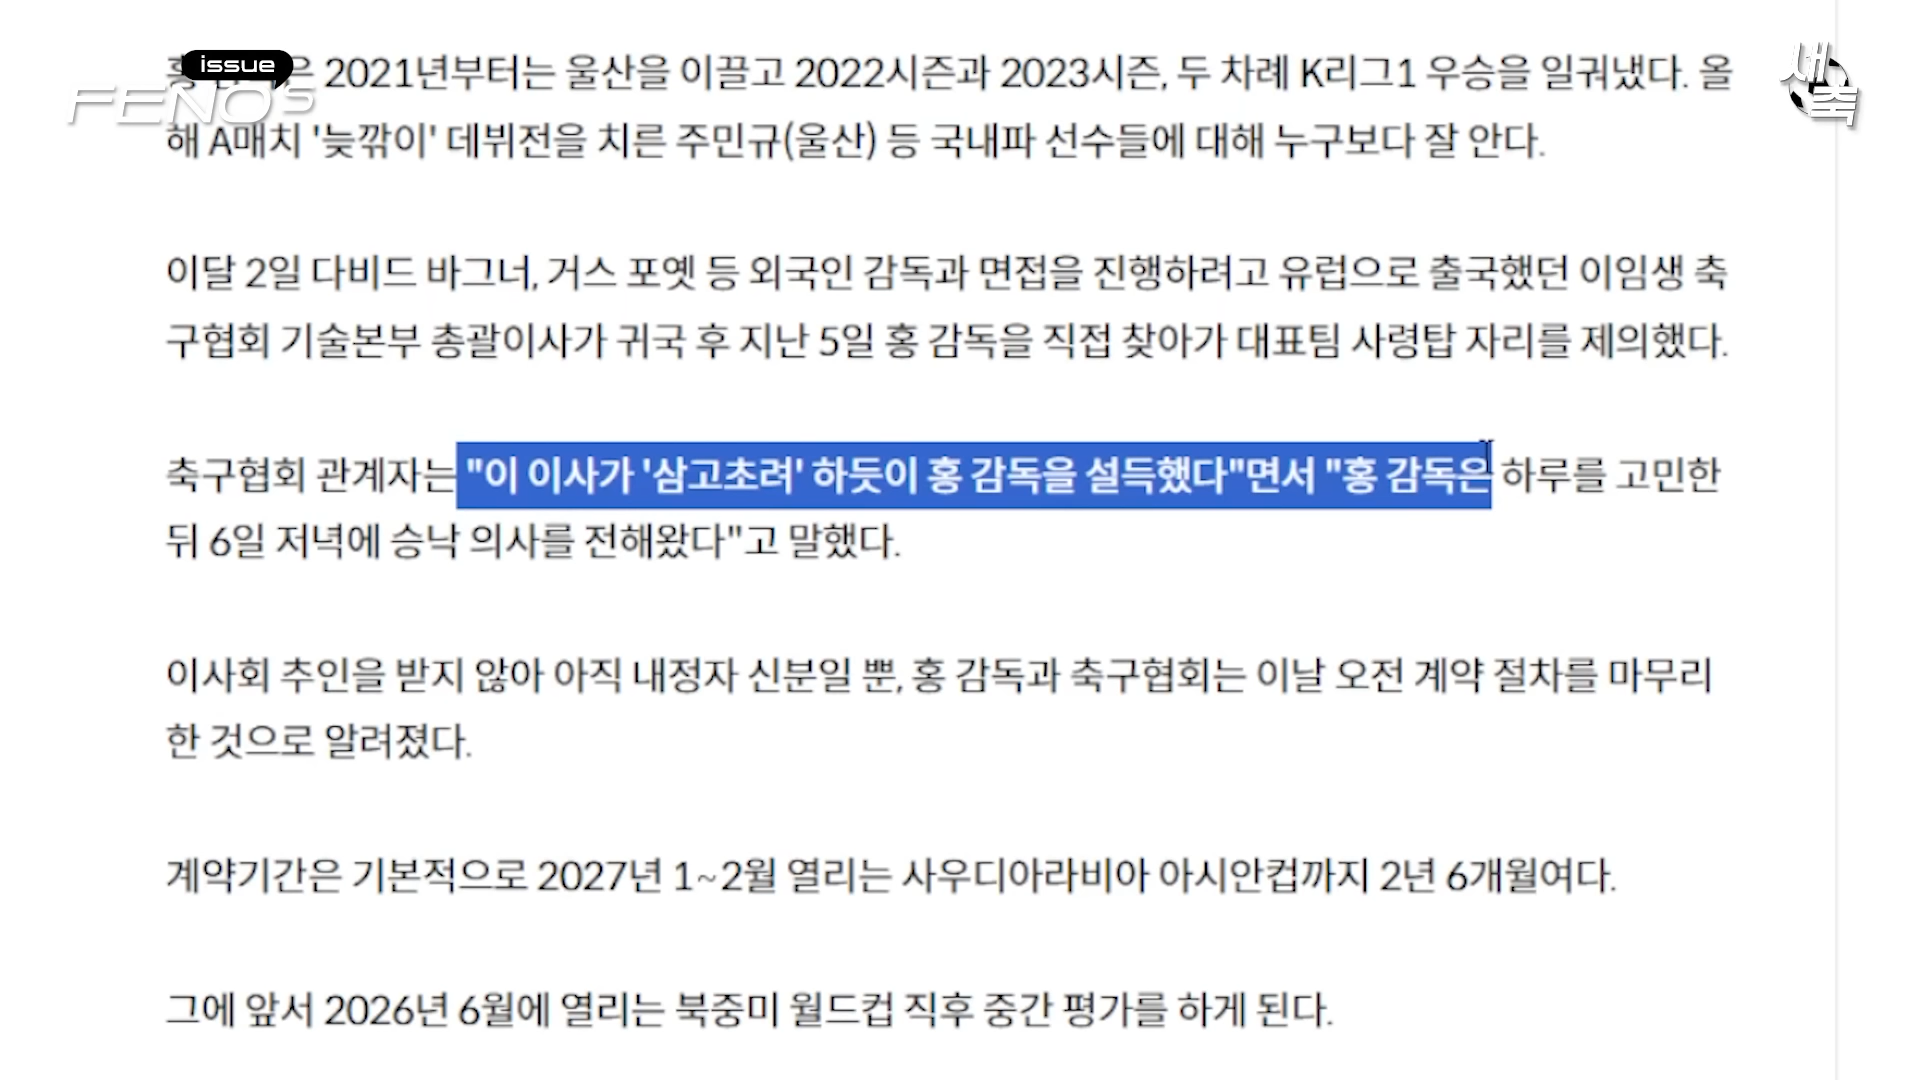 issue
FENO5
새축
은 2021년부터는 울산을 이끌고 2022시즌과 2023시즌, 두 차례 K리그1 우승을 일궈냈다. 올
해 A매치 '늦깎이' 데뷔전을 치른 주민규(울산) 등 국내파 선수들에 대해 누구보다 잘 안다.
이달 2일 다비드 바그너, 거스 포옛 등 외국인 감독과 면접을 진행하려고 유럽으로 출국했던 이임생 축
구협회 기술본부 총괄이사가 귀국 후 지난 5일 홍 감독을 직접 찾아가 대표팀 사령탑 자리를 제의했다.
축구협회 관계자는 "이 이사가 '삼고초려' 하듯이 홍 감독을 설득했다"면서 "홍 감독은 하루를 고민한
뒤 6일 저녁에 승낙 의사를 전해왔다"고 말했다.
이사회 추인을 받지 않아 아직 내정자 신분일 뿐, 홍 감독과 축구협회는 이날 오전 계약 절차를 마무리
한 것으로 알려졌다.
계약기간은 기본적으로 2027년 1~2월 열리는 사우디아라비아 아시안컵까지 2년 6개월여다.
그에 앞서 2026년 6월에 열리는 북중미 월드컵 직후 중간 평가를 하게 된다.